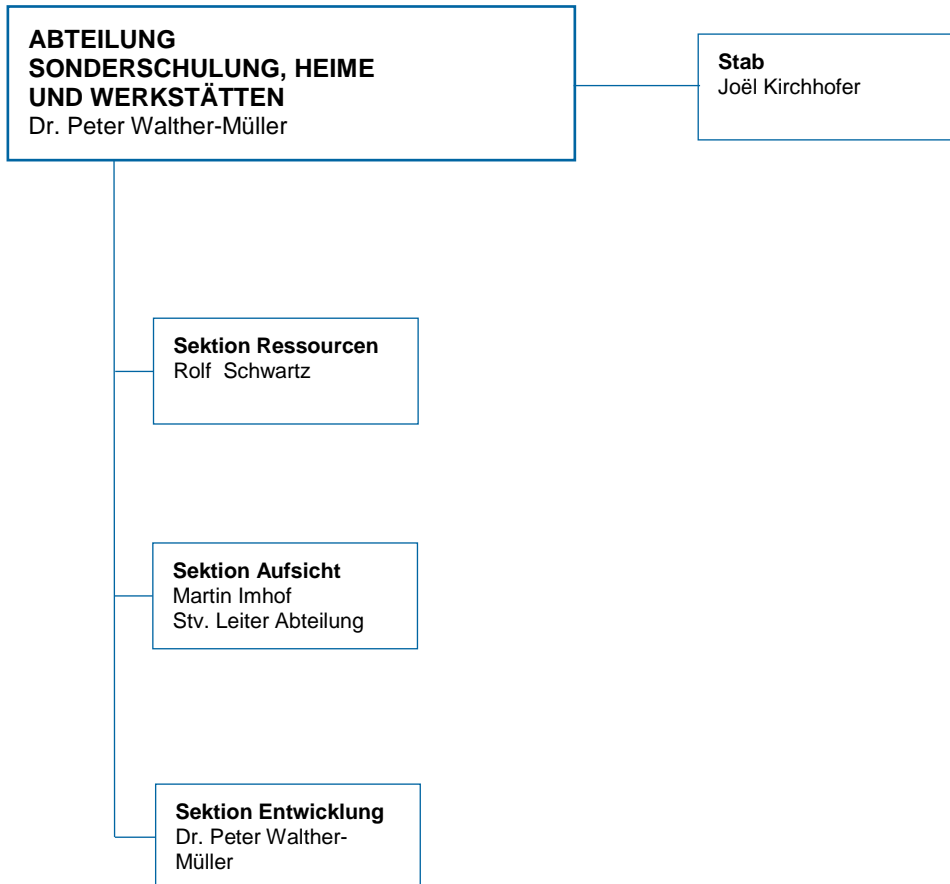 ABTEILUNG
SONDERSCHULUNG, HEIME
UND WERKSTÄTTEN
Dr. Peter Walther-Müller
Stab
Joël Kirchhofer
Sektion Ressourcen
Rolf  Schwartz
Sektion Aufsicht
Martin Imhof
Stv. Leiter Abteilung
Sektion Entwicklung
Dr. Peter Walther-
Müller